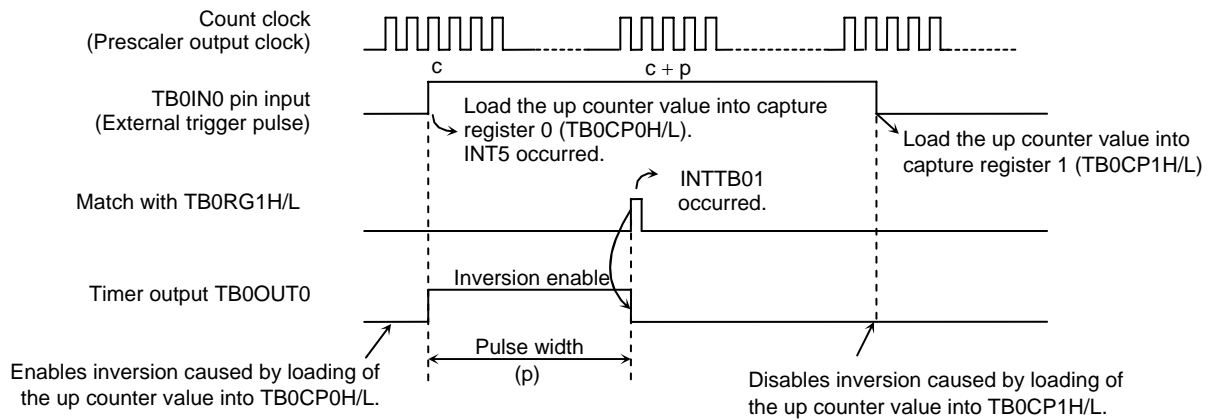 Count clock
(Prescaler output clock)
c
c + p
TB0IN0 pin input
(External trigger pulse)
Load the up counter value into capture
register 0 (TB0CP0H/L).
INT5 occurred.
Load the up counter value into
capture register 1 (TB0CP1H/L)
Match with TB0RG1H/L
INTTB01
occurred.
Timer output TB0OUT0
Inversion enable
Pulse width
(p)
Enables inversion caused by loading of
the up counter value into TB0CP0H/L.
Disables inversion caused by loading of
the up counter value into TB0CP1H/L.